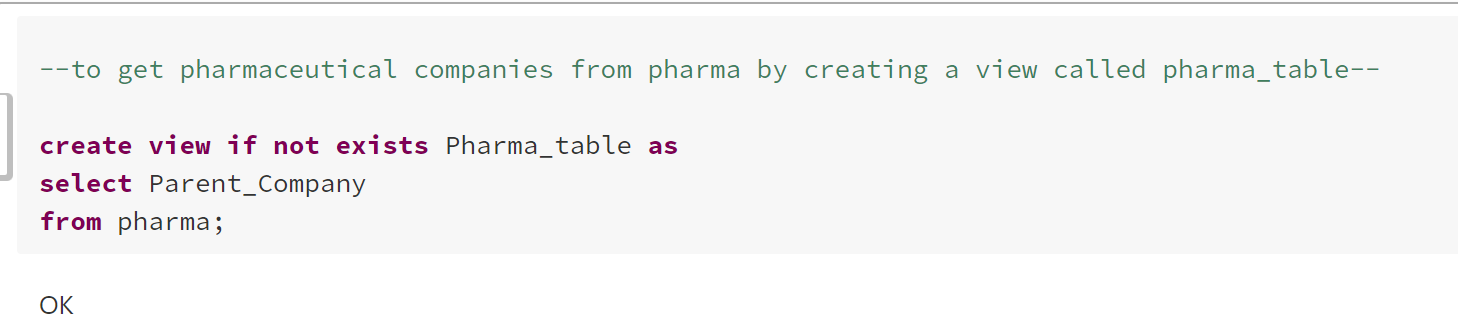 --to get pharmaceutical companies from pharma by creating a view called pharma_table--
create view if not exists Pharma_table as
select Parent_Company
from pharma;
OK